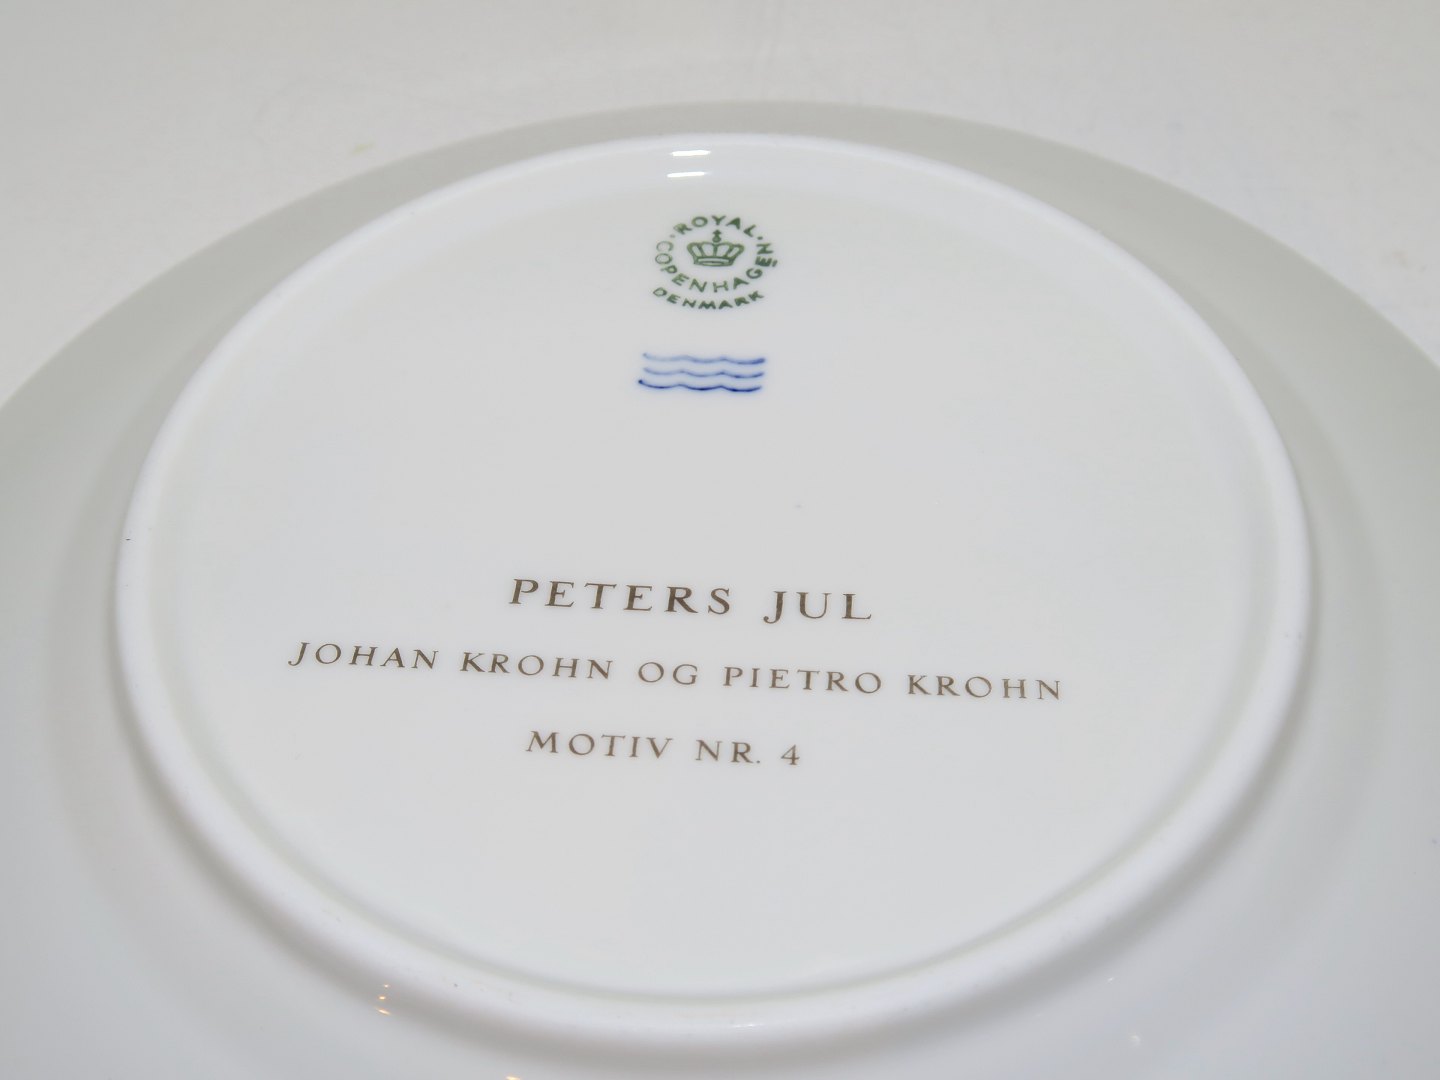 ROYAL
COPENHAGEN
DENMARK
PETERS JUL
JOHAN KROHN OG PIETRO KROHN
MOTIV NR. 4